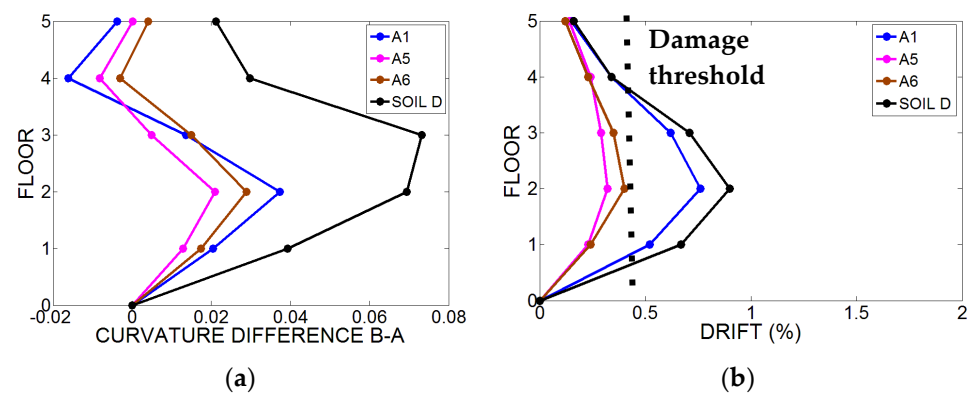 5
4
3
2
1
0
FLOOR
-0.02
0
0.02
0.04
0.06
0.08
CURVATURE DIFFERENCE B-A
A1
A5
A6
SOIL D
(a)
5
4
3
2
1
0
FLOOR
0
0.5
1
1.5
2
DRIFT (%)
Damage
threshold
A1
A5
A6
SOIL D
(b)